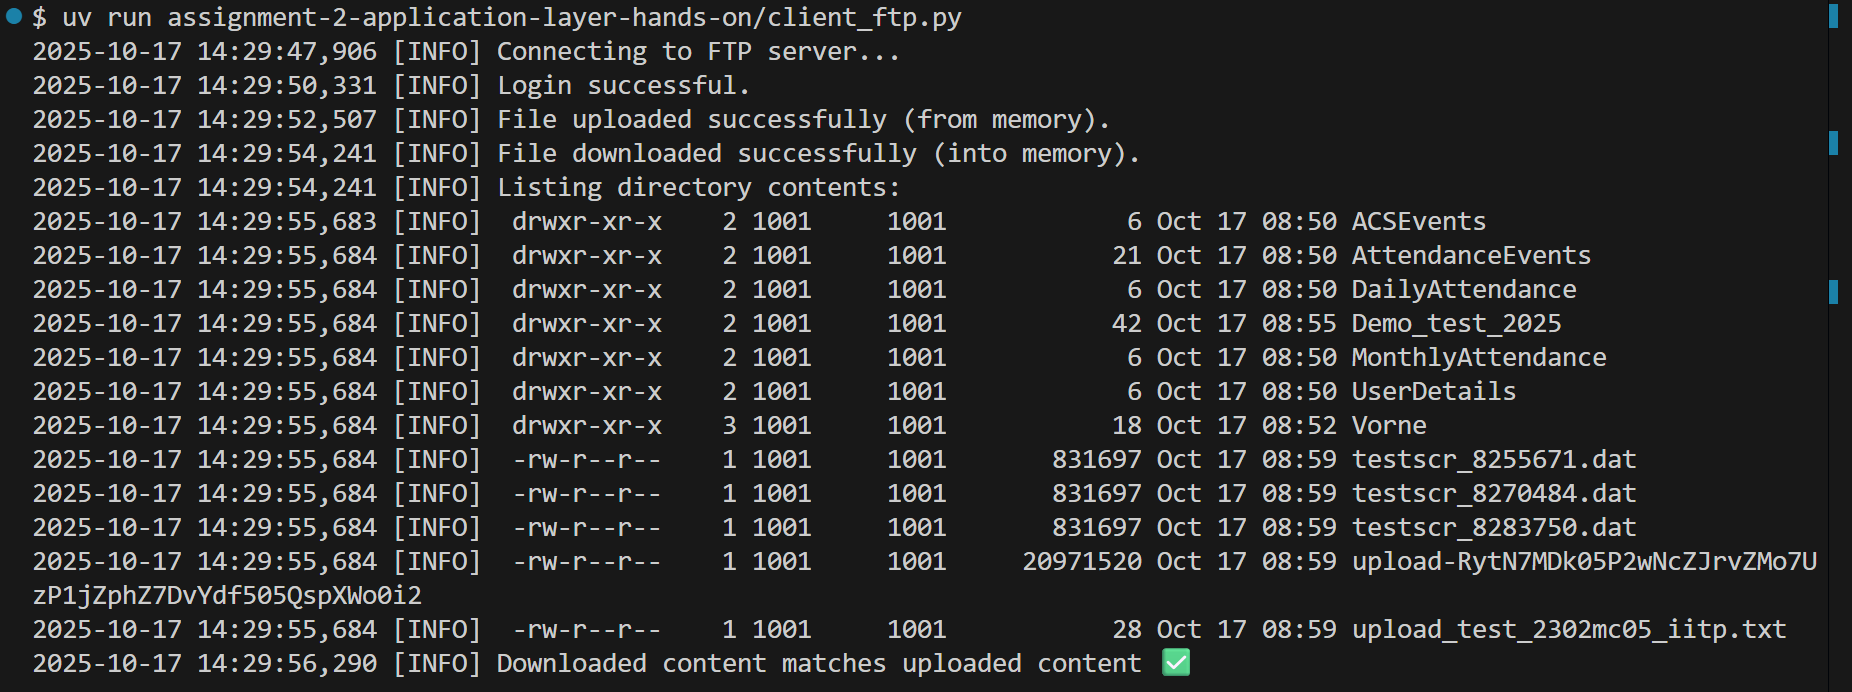 $ uv run assignment-2-application-layer-hands-on/client_ftp.py
2025-10-17 14:29:47,906 [INFO] Connecting to FTP server...
2025-10-17 14:29:50,331 [INFO] Login successful.
2025-10-17 14:29:52,507 [INFO] File uploaded successfully (from memory).
2025-10-17 14:29:54,241 [INFO] File downloaded successfully (into memory).
2025-10-17 14:29:54,241 [INFO] Listing directory contents:
2025-10-17 14:29:55,683 [INFO]  drwxr-xr-x    2 1001     1001            6 Oct 17 08:50 ACSEvents
2025-10-17 14:29:55,684 [INFO]  drwxr-xr-x    2 1001     1001           21 Oct 17 08:50 AttendanceEvents
2025-10-17 14:29:55,684 [INFO]  drwxr-xr-x    2 1001     1001            6 Oct 17 08:50 DailyAttendance
2025-10-17 14:29:55,684 [INFO]  drwxr-xr-x    2 1001     1001           42 Oct 17 08:55 Demo_test_2025
2025-10-17 14:29:55,684 [INFO]  drwxr-xr-x    2 1001     1001            6 Oct 17 08:50 MonthlyAttendance
2025-10-17 14:29:55,684 [INFO]  drwxr-xr-x    2 1001     1001            6 Oct 17 08:50 UserDetails
2025-10-17 14:29:55,684 [INFO]  drwxr-xr-x    3 1001     1001           18 Oct 17 08:52 Vorne
2025-10-17 14:29:55,684 [INFO]  -rw-r--r--    1 1001     1001       831697 Oct 17 08:59 testscr_8255671.dat
2025-10-17 14:29:55,684 [INFO]  -rw-r--r--    1 1001     1001       831697 Oct 17 08:59 testscr_8270484.dat
2025-10-17 14:29:55,684 [INFO]  -rw-r--r--    1 1001     1001       831697 Oct 17 08:59 testscr_8283750.dat
2025-10-17 14:29:55,684 [INFO]  -rw-r--r--    1 1001     1001     20971520 Oct 17 08:59 upload-RytN7MDk05P2wNcZJrvZMo7U
zP1jZphZ7DvYdf505QspXWo0i2
2025-10-17 14:29:55,684 [INFO]  -rw-r--r--    1 1001     1001           28 Oct 17 08:59 upload_test_2302mc05_iitp.txt
2025-10-17 14:29:56,290 [INFO] Downloaded content matches uploaded content ✅